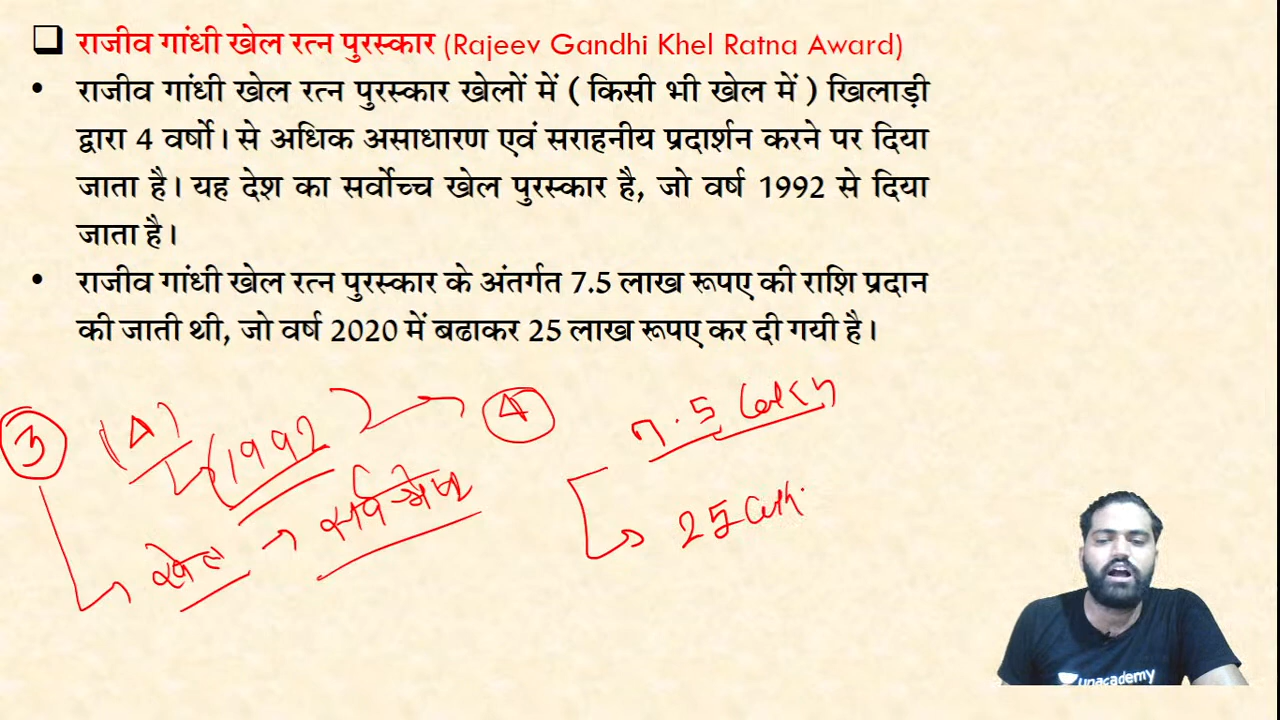 राजीव गांधी खेल रत्न पुरस्कार (Rajeev Gandhi Khel Ratna Award)
• राजीव गांधी खेल रत्न पुरस्कार खेलों में ( किसी भी खेल में ) खिलाड़ी
द्वारा 4 वर्षो। से अधिक असाधारण एवं सराहनीय प्रदार्शन करने पर दिया
जाता है। यह देश का सर्वोच्च खेल पुरस्कार है, जो वर्ष 1992 से दिया
जाता है।
• राजीव गांधी खेल रत्न पुरस्कार के अंतर्गत 7.5 लाख रूपए की राशि प्रदान
की जाती थी, जो वर्ष 2020 में बढाकर 25 लाख रूपए कर दी गयी है।
3 (1992) 4 7.5
खेल → 25
unacademy